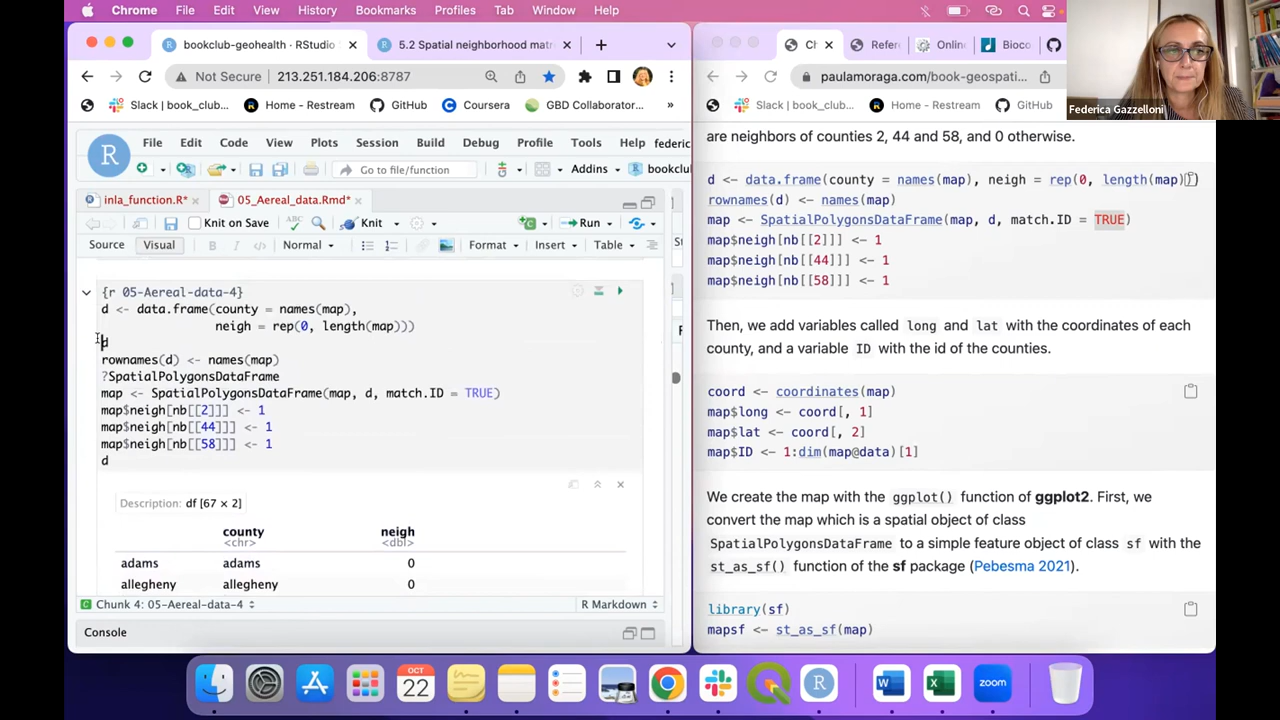 Chrome File Edit View History Bookmarks Profiles Tab Window Help
bookclub-geohealth · RStudio
5.2 Spatial neighborhood mat
Not Secure 213.251.184.206:8787
Slack | book_club... Home - Restream GitHub Coursera GBD Collaborator... »
File Edit Code View Plots Session Build Debug Profile Tools Help federic
Go to file/function Addins bookclu
inla_function.R* 05_Aereal_data.Rmd*
Knit on Save Knit Run
Source Visual B I </> Normal Format Insert Table
{r 05-Aereal-data-4}
d <- data.frame(county = names(map),
neigh = rep(0, length(map)))
d
rownames(d) <- names(map)
?SpatialPolygonsDataFrame
map <- SpatialPolygonsDataFrame(map, d, match.ID = TRUE)
map$neigh[nb[[2]]] <- 1
map$neigh[nb[[44]]] <- 1
map$neigh[nb[[58]]] <- 1
d
Description: df [67 × 2]
county neigh
<chr> <dbl>
adams adams 0
allegheny allegheny 0
Chunk 4: 05-Aereal-data-4 R Markdown
Console
Ch Refer Onlin Bioco
paulamoraga.com/book-geospati...
Slack | book_club... Home - Restream GitHub
Federica Gazzelloni
are neighbors of counties 2, 44 and 58, and 0 otherwise.
d <- data.frame(county = names(map), neigh = rep(0, length(map)))
rownames(d) <- names(map)
map <- SpatialPolygonsDataFrame(map, d, match.ID = TRUE)
map$neigh[nb[[2]]] <- 1
map$neigh[nb[[44]]] <- 1
map$neigh[nb[[58]]] <- 1
Then, we add variables called long and lat with the coordinates of each
county, and a variable ID with the id of the counties.
coord <- coordinates(map)
map$long <- coord[, 1]
map$lat <- coord[, 2]
map$ID <- 1:dim(map@data)[1]
We create the map with the ggplot() function of ggplot2. First, we
convert the map which is a spatial object of class
SpatialPolygonsDataFrame to a simple feature object of class sf with the
st_as_sf() function of the sf package (Pebesma 2021).
library(sf)
mapsf <- st_as_sf(map)
OCT
22
zoom